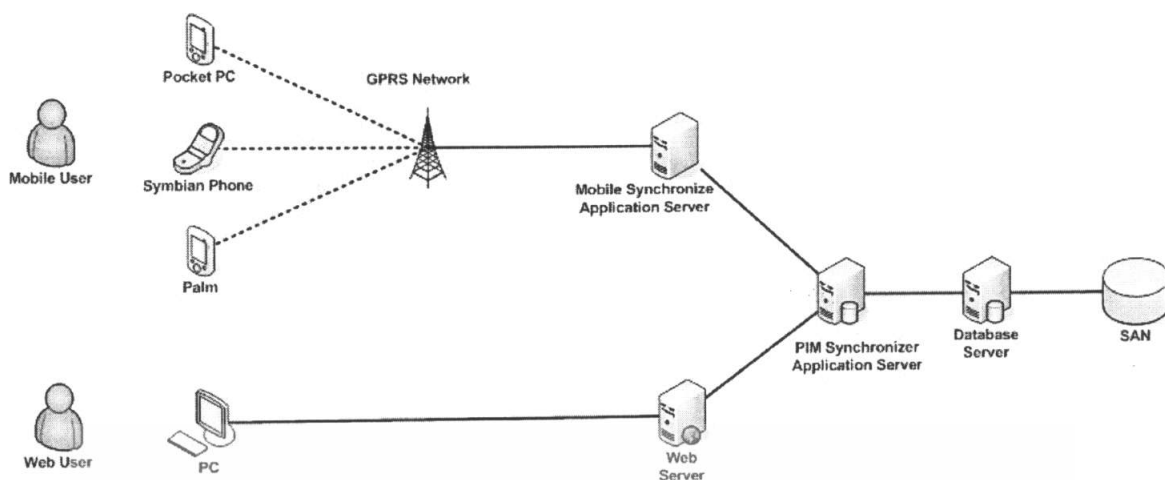 Pocket PC
GPRS Network
Mobile User
Symbian Phone
Mobile Synchronize
Application Server
Palm
PIM Synchronizer
Application Server
Database
Server
SAN
Web User
PC
Web
Server